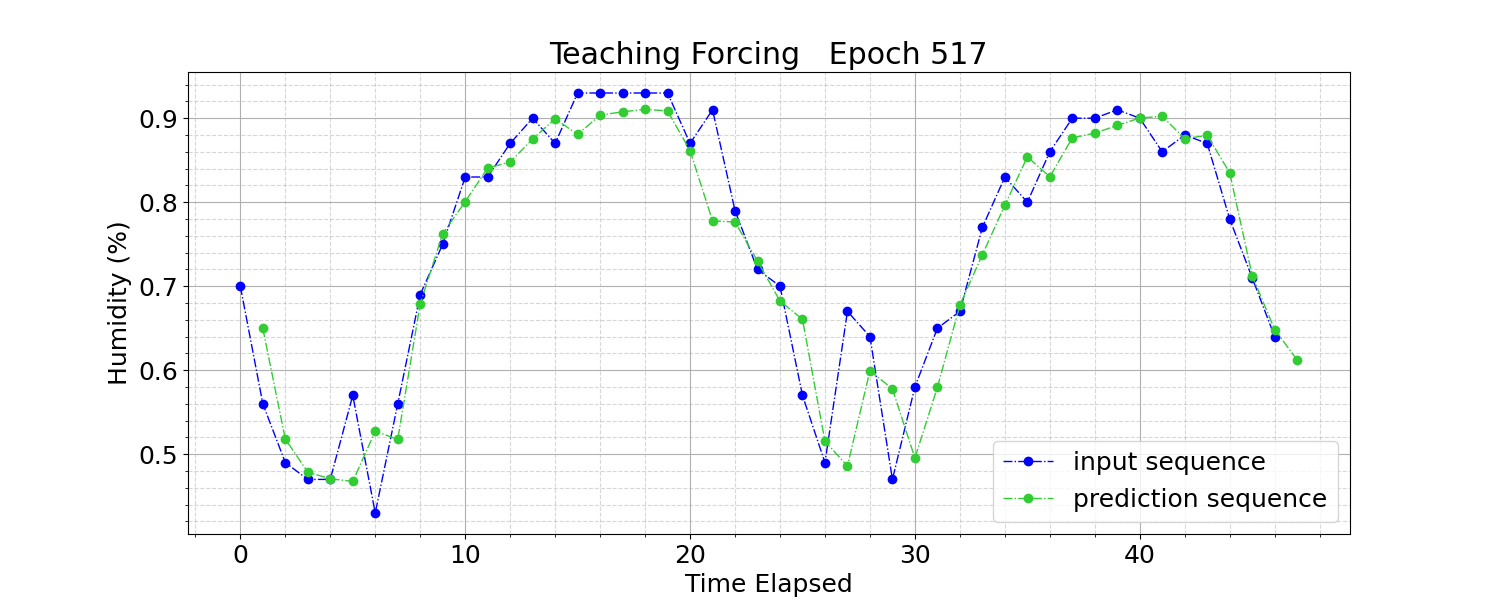 Teaching Forcing   Epoch 517
0.9
0.8
0.7
0.6
0.5
Humidity (%)
input sequence
prediction sequence
0 10 20 30 40
Time Elapsed